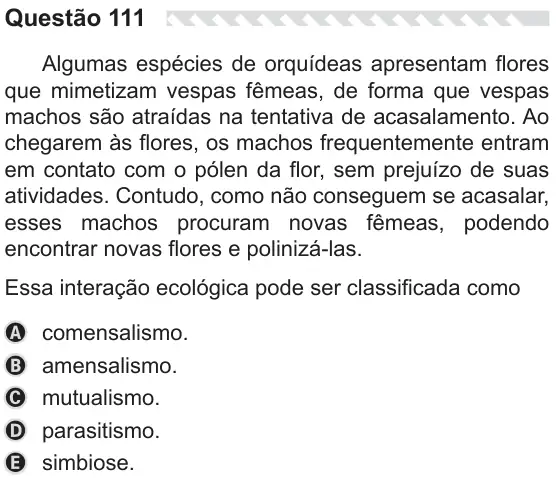 Questão 111
Algumas espécies de orquídeas apresentam flores
que mimetizam vespas fêmeas, de forma que vespas
machos são atraídas na tentativa de acasalamento. Ao
chegarem às flores, os machos frequentemente entram
em contato com o pólen da flor, sem prejuízo de suas
atividades. Contudo, como não conseguem se acasalar,
esses machos procuram novas fêmeas, podendo
encontrar novas flores e polinizá-las.
Essa interação ecológica pode ser classificada como
A comensalismo.
B amensalismo.
C mutualismo.
D parasitismo.
E simbiose.